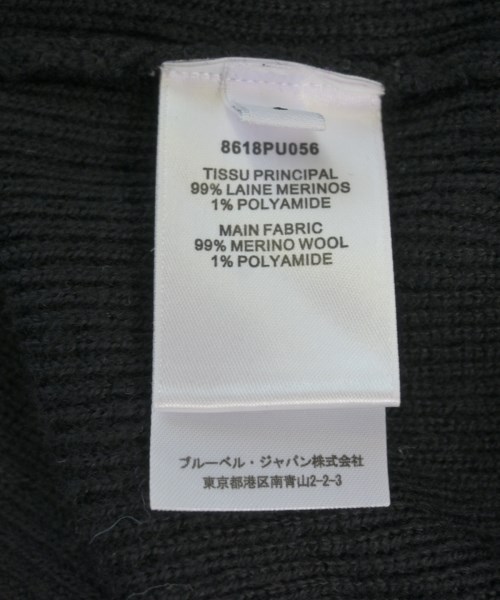 8618PU056
TISSU PRINCIPAL
99% LAINE MERINOS
1% POLYAMIDE
MAIN FABRIC
99% MERINO WOOL
1% POLYAMIDE
ブルーベル・ジャパン株式会社
東京都港区南青山2-2-3